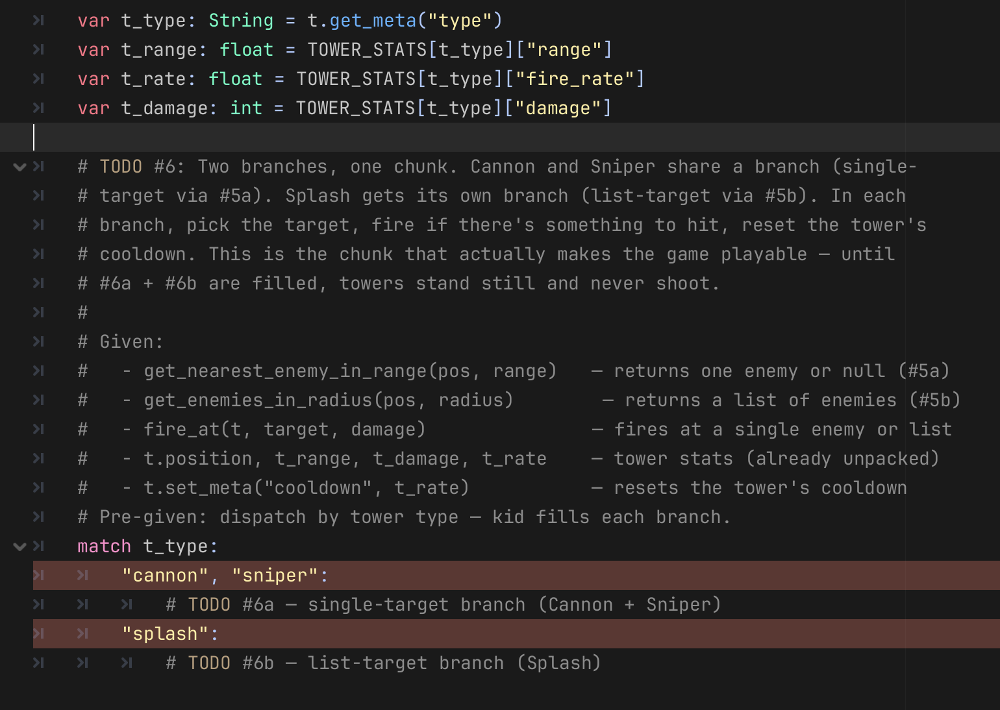 var t_type: String = t.get_meta("type")
var t_range: float = TOWER_STATS[t_type]["range"]
var t_rate: float = TOWER_STATS[t_type]["fire_rate"]
var t_damage: int = TOWER_STATS[t_type]["damage"]
# TODO #6: Two branches, one chunk. Cannon and Sniper share a branch (single-
# target via #5a). Splash gets its own branch (list-target via #5b). In each
# branch, pick the target, fire if there's something to hit, reset the tower's
# cooldown. This is the chunk that actually makes the game playable — until
# #6a + #6b are filled, towers stand still and never shoot.
#
# Given:
#   - get_nearest_enemy_in_range(pos, range)   — returns one enemy or null (#5a)
#   - get_enemies_in_radius(pos, radius)        — returns a list of enemies (#5b)
#   - fire_at(t, target, damage)               — fires at a single enemy or list
#   - t.position, t_range, t_damage, t_rate    — tower stats (already unpacked)
#   - t.set_meta("cooldown", t_rate)           — resets the tower's cooldown
# Pre-given: dispatch by tower type — kid fills each branch.
match t_type:
"cannon", "sniper":
# TODO #6a — single-target branch (Cannon + Sniper)
"splash":
# TODO #6b — list-target branch (Splash)